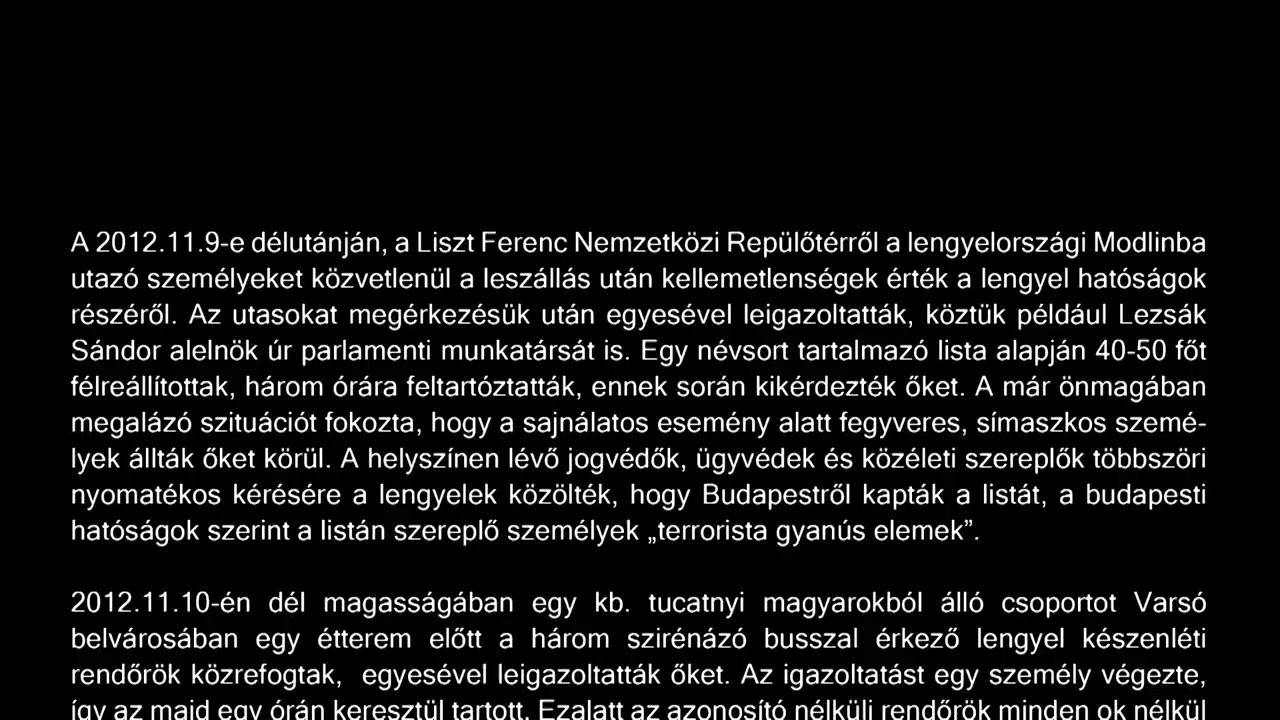 A 2012.11.9-e délutánján, a Liszt Ferenc Nemzetközi Repülőtérről a lengyelországi Modlinba
utazó személyeket közvetlenül a leszállás után kellemetlenségek érték a lengyel hatóságok
részéről. Az utasokat megérkezésük után egyesével leigazoltatták, köztük például Lezsák
Sándor alelnök úr parlamenti munkatársát is. Egy névsort tartalmazó lista alapján 40-50 főt
félreállítottak, három órára feltartóztatták, ennek során kikérdezték őket. A már önmagában
megalázó szituációt fokozta, hogy a sajnálatos esemény alatt fegyveres, símaszkos szemé-
lyek állták őket körül. A helyszínen lévő jogvédők, ügyvédek és közéleti szereplők többszöri
nyomatékos kérésére a lengyelek közölték, hogy Budapestről kapták a listát, a budapesti
hatóságok szerint a listán szereplő személyek „terrorista gyanús elemek”.
2012.11.10-én dél magasságában egy kb. tucatnyi magyarokból álló csoportot Varsó
belvárosában egy étterem előtt a három szirénázó busszal érkező lengyel készenléti
rendőrök közrefogtak, egyesével leigazoltatták őket. Az igazoltatást egy személy végezte,
így az majd egy órán keresztül tartott. Ezalatt az azonosító nélküli rendőrök minden ok nélkül